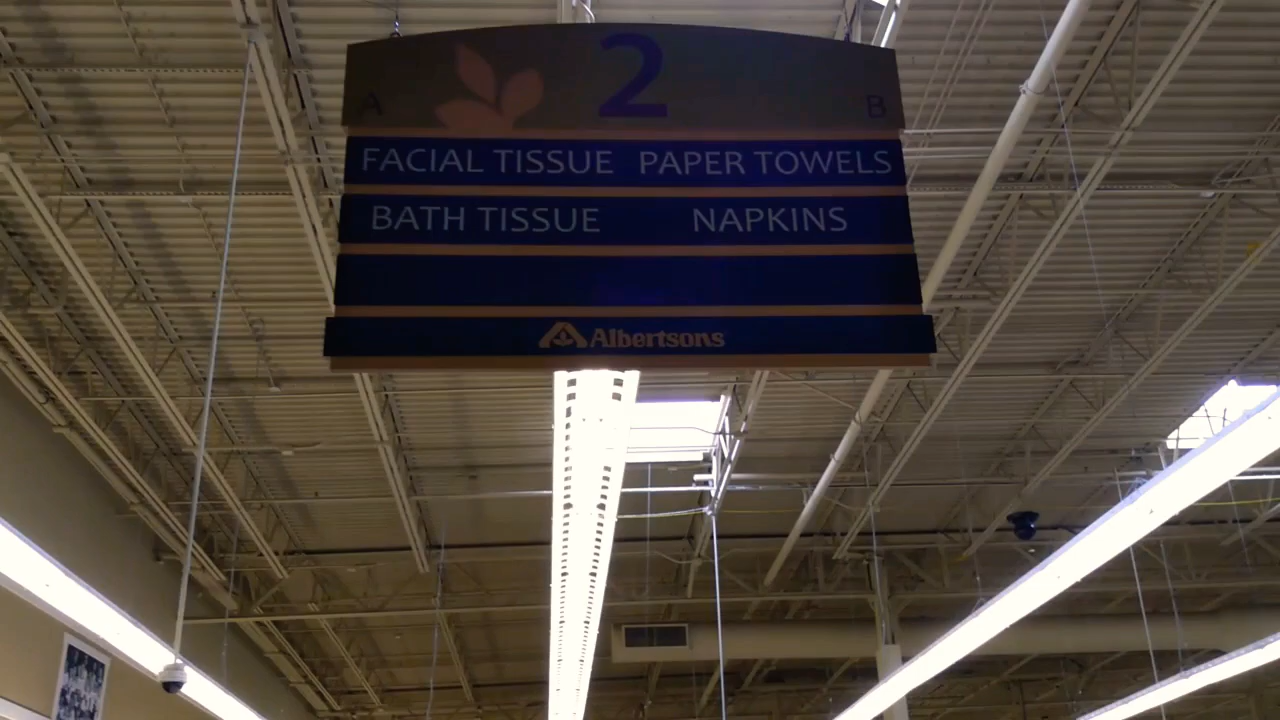 2
A B
FACIAL TISSUE PAPER TOWELS
BATH TISSUE NAPKINS
Albertsons